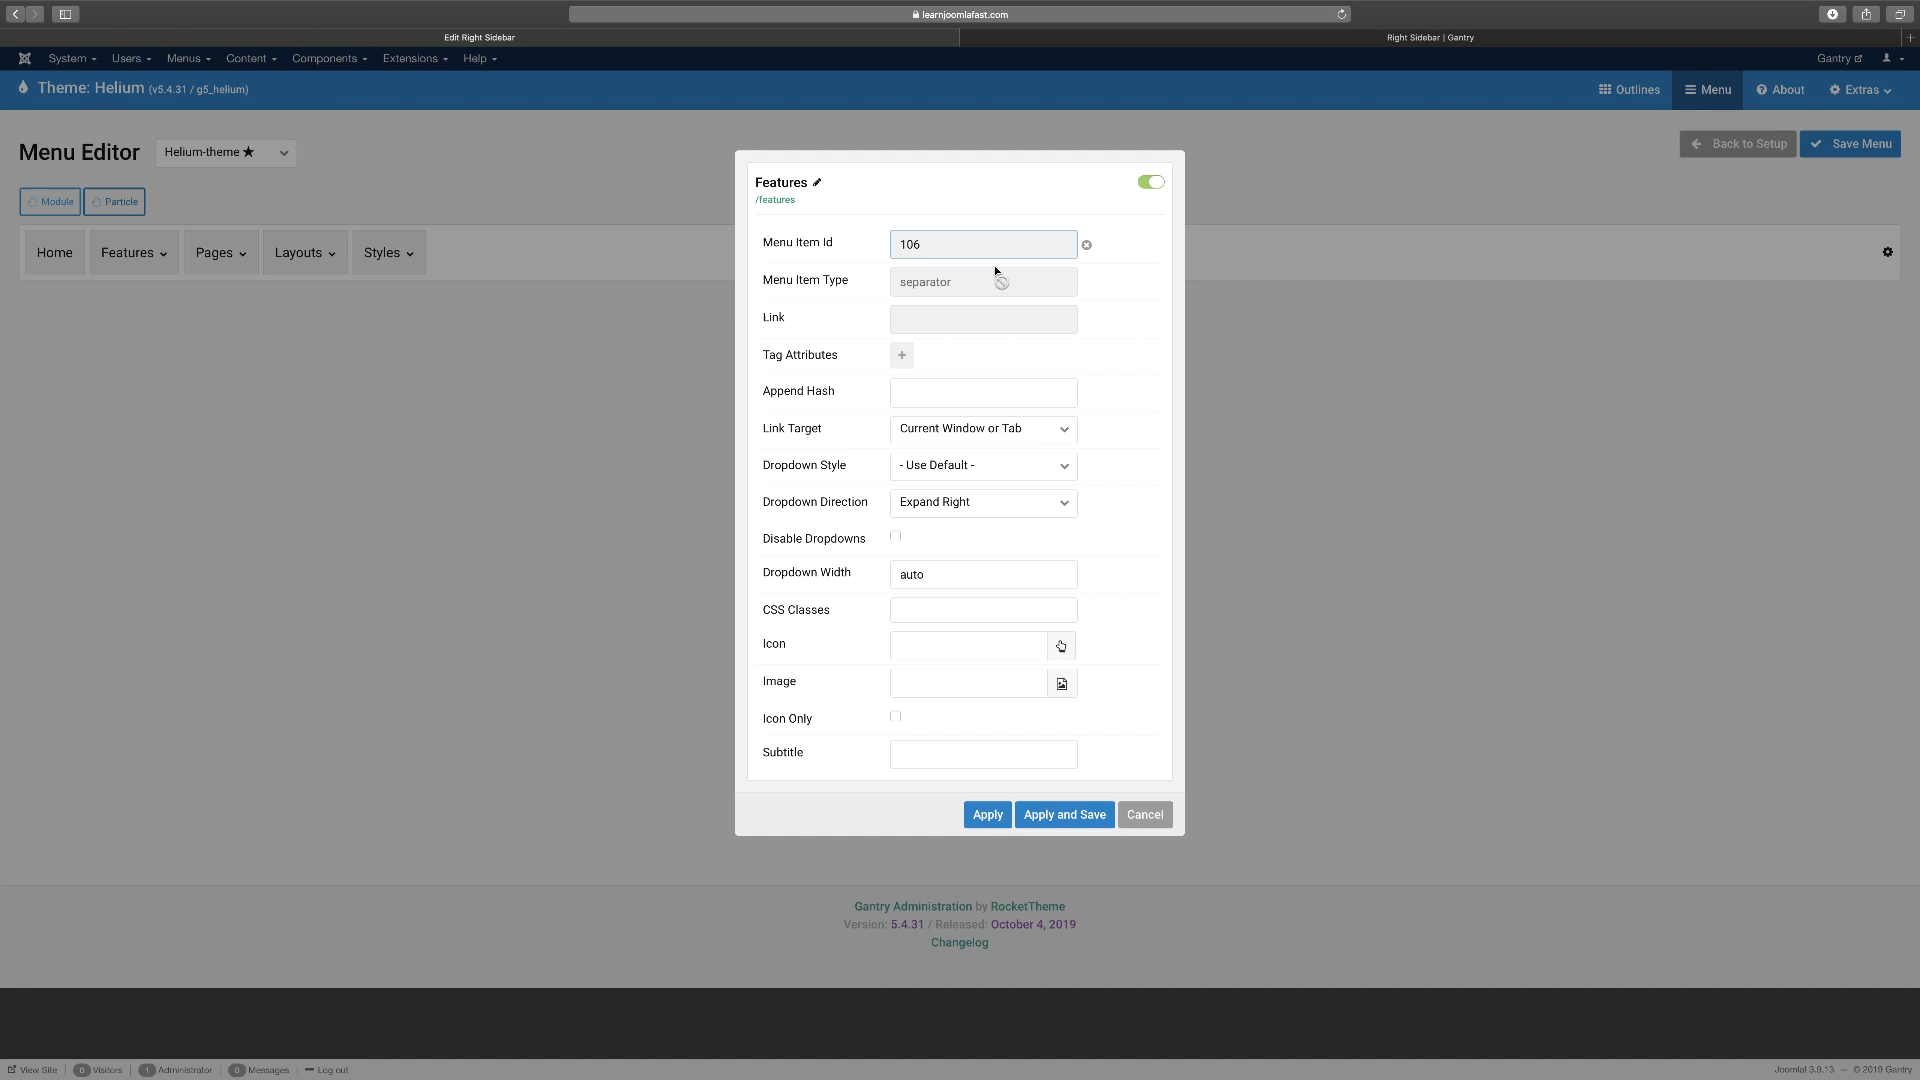 learnjoomlafast.com
Edit Right Sidebar
Right Sidebar | Gantry
System Users Menus Content Components Extensions Help
Gantry
Theme: Helium (v5.4.31 / g5_helium)
Outlines Menu About Extras
Menu Editor
Helium-theme ★
Back to Setup
Save Menu
Module
Particle
Home Features Pages Layouts Styles
Features
/features
Menu Item Id 106
Menu Item Type separator
Link
Tag Attributes +
Append Hash
Link Target Current Window or Tab
Dropdown Style - Use Default -
Dropdown Direction Expand Right
Disable Dropdowns
Dropdown Width auto
CSS Classes
Icon
Image
Icon Only
Subtitle
Apply Apply and Save Cancel
Gantry Administration by RocketTheme
Version: 5.4.31 / Released: October 4, 2019
Changelog
View Site 0 Visitors 1 Administrator 0 Messages Log out
Joomla! 3.9.13 — © 2019 Gantry